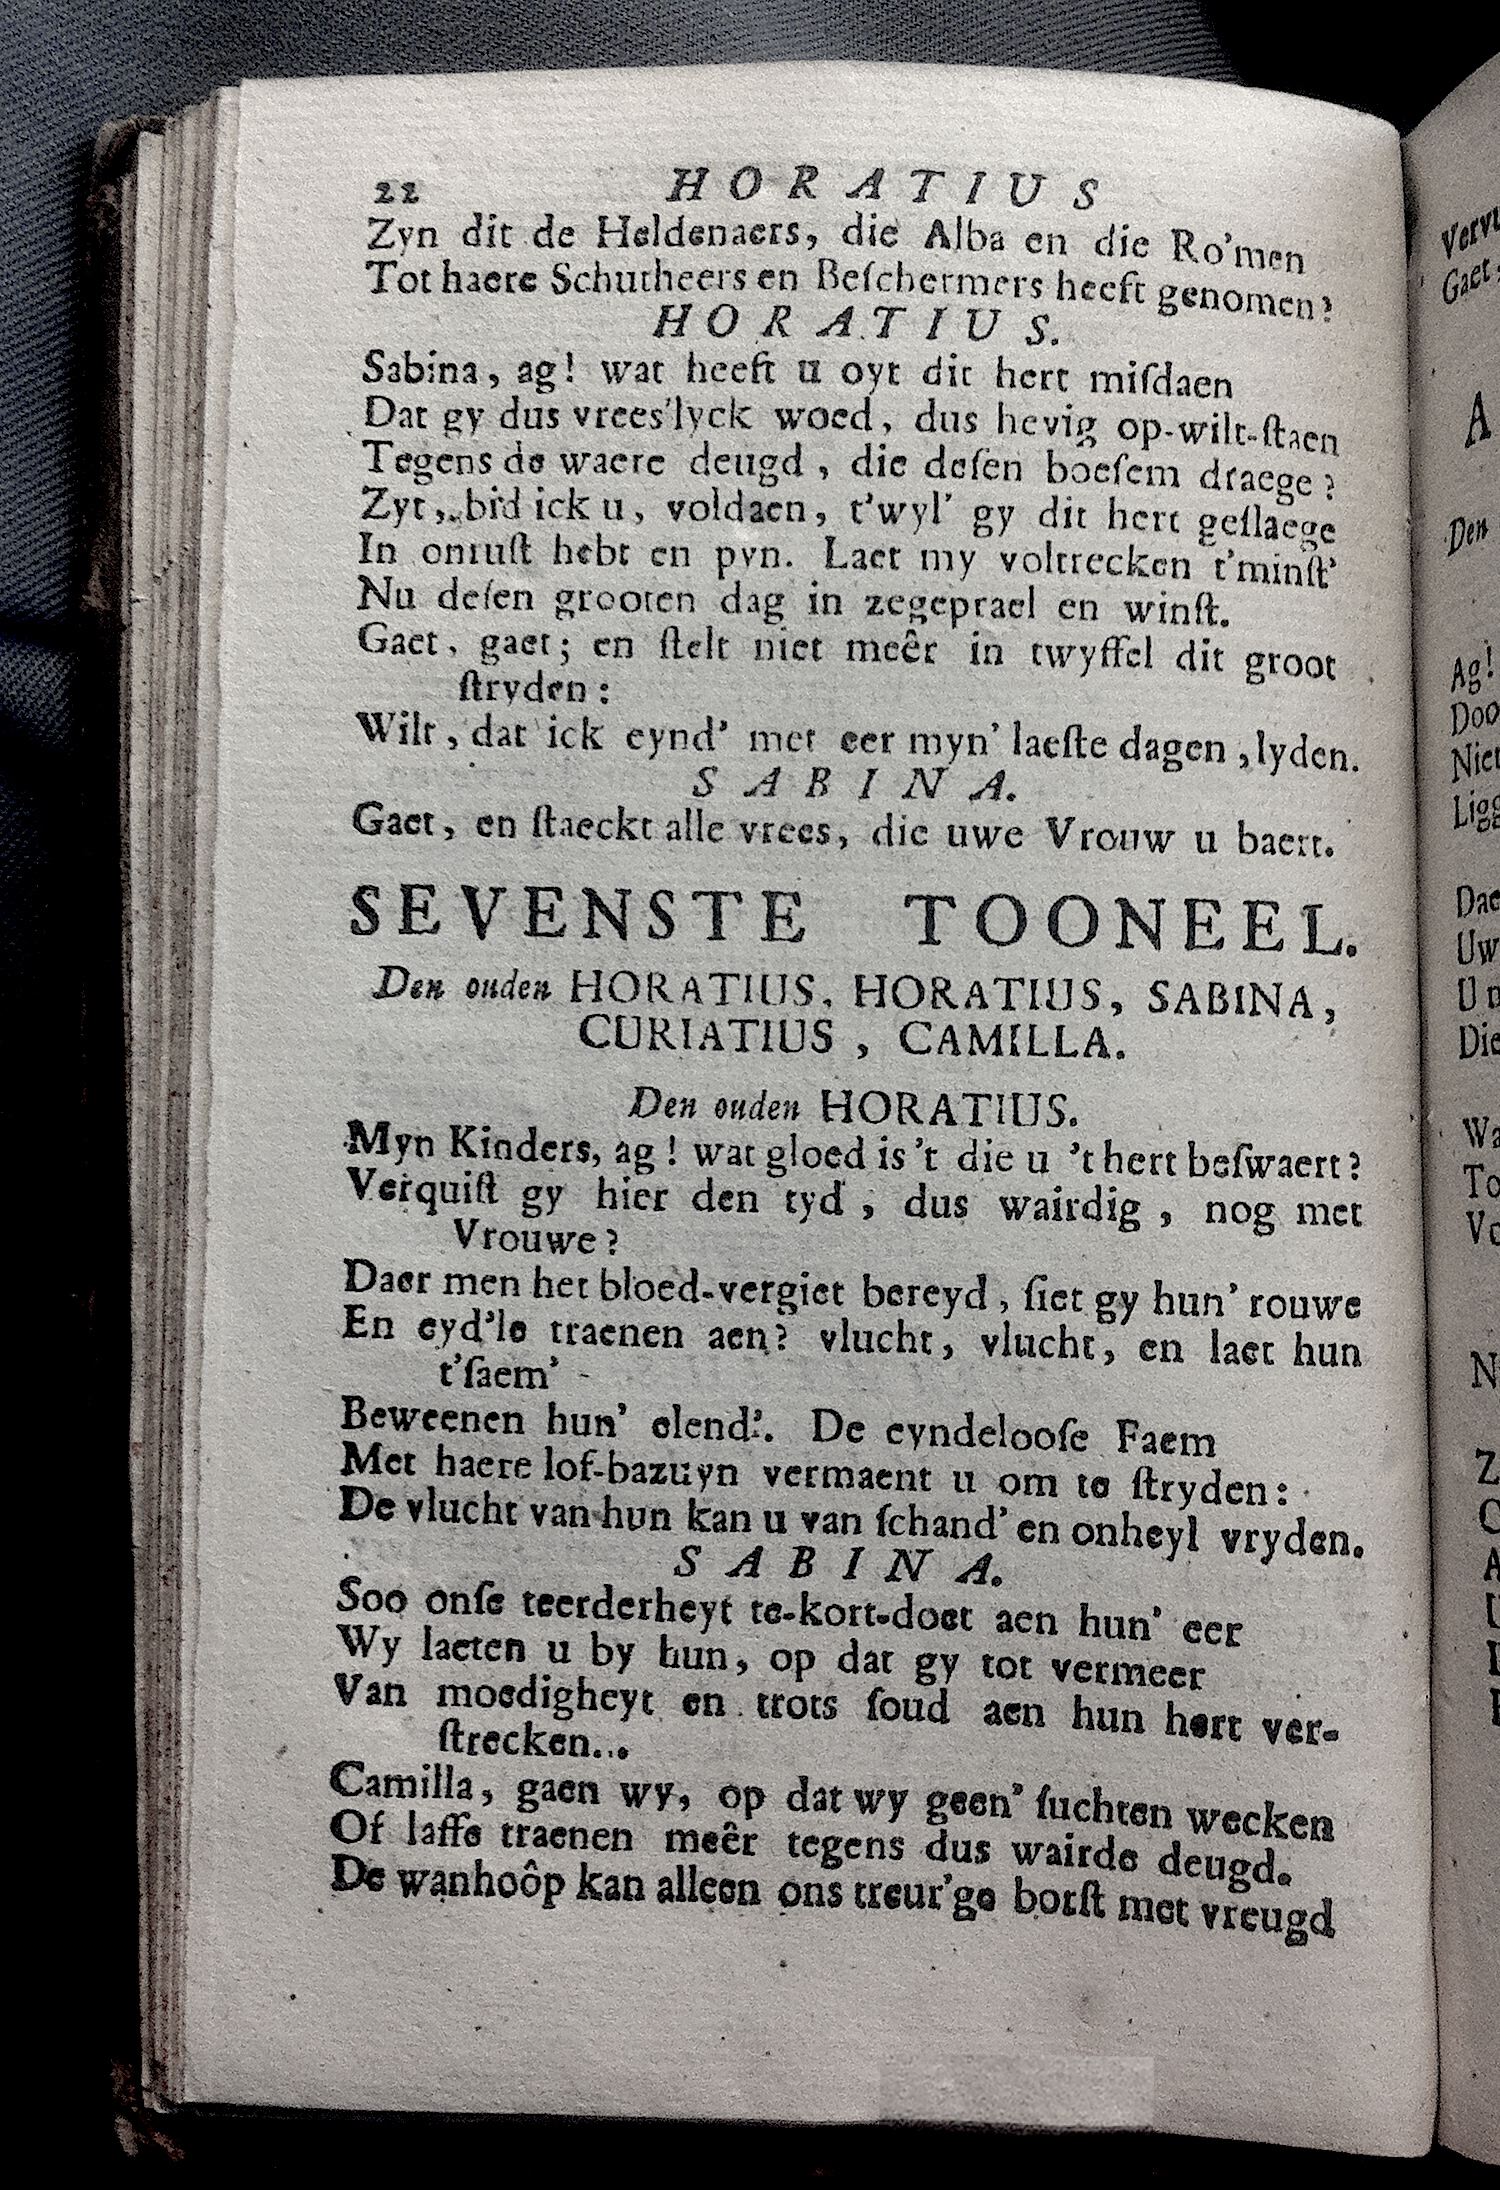 22 HORATIUS
Zyn dit de Heldenaers, die Alba en die Ro'men
Tot haere Schutheers en Beſchermers heeft genomen?
HORATIUS.
Sabina, ag! wat heeft u oyt dit hert miſdaen
Dat gy dus vrees'lyck woed, dus hevig op-wilt-ſtaen
Tegens de waere deugd, die deſen boeſem draege?
Zyt, bid ick u, voldaen, t'wyl' gy dit hert geſlaege
In onruſt hebt en pyn. Laet my voltrecken t'minſt'
Nu deſen grooten dag in zegeprael en winſt.
Gaet, gaet; en ſtelt niet meêr in twyffel dit groot
ſtryden:
Wilt, dat ick eynd' met eer myn' laeſte dagen, lyden.
SABINA.
Gaet, en ſtaeckt alle vrees, die uwe Vrouw u baert.
SEVENSTE TOONEEL.
Den ouden HORATIUS, HORATIUS, SABINA,
CURIATIUS, CAMILLA.
Den ouden HORATIUS.
Myn Kinders, ag! wat gloed is 't die u 't hert beſwaert?
Verquiſt gy hier den tyd, dus wairdig, nog met
Vrouwe?
Daer men het bloed-vergiet bereyd, ſiet gy hun' rouwe
En eyd'le traenen aen? vlucht, vlucht, en laet hun
t'ſaem'
Beweenen hun' elend'. De eyndelooſe Faem
Met haere lof-bazuyn vermaent u om te ſtryden:
De vlucht van hun kan u van ſchand' en onheyl vryden.
SABINA.
Soo onſe teerderheyt te-kort-doet aen hun' eer
Wy laeten u by hun, op dat gy tot vermeer
Van moedigheyt en trots ſoud aen hun hert ver-
ſtrecken...
Camilla, gaen wy, op dat wy geen' ſuchten wecken
Of laffe traenen meêr tegens dus wairde deugd.
De wanhoôp kan alleen ons treur'ge borſt met vreugd